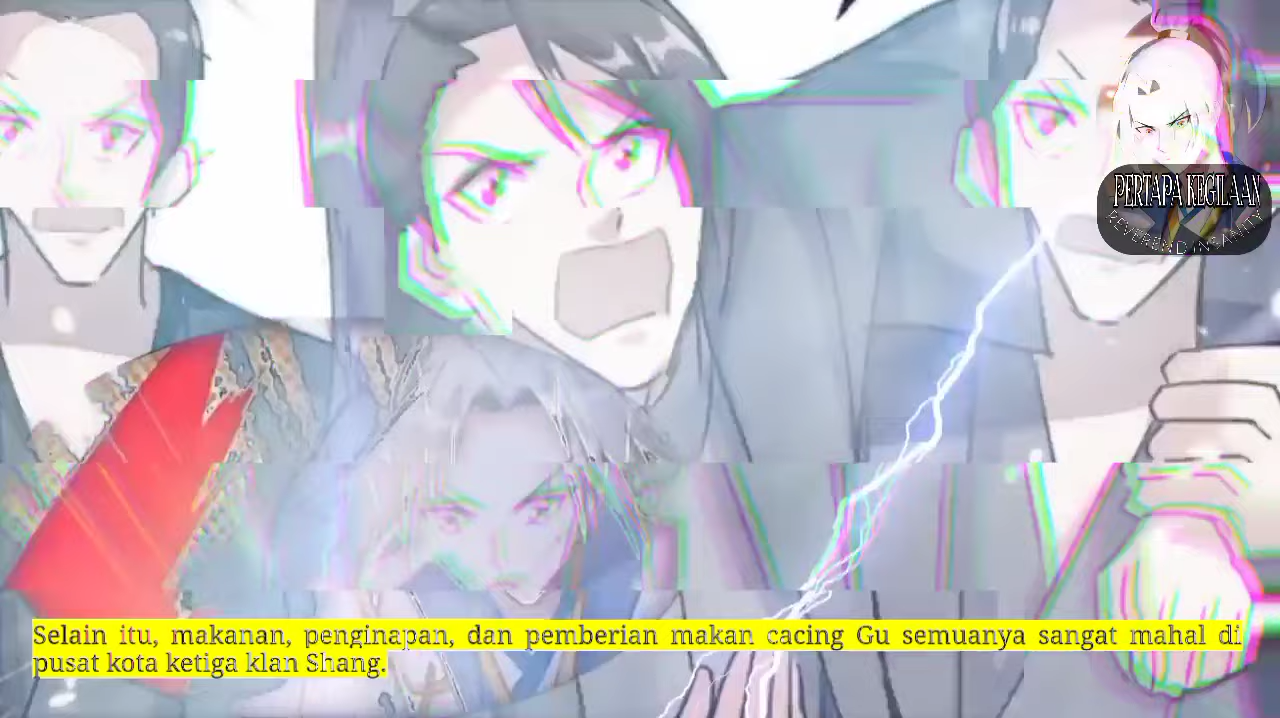 PERTAPA KEGILAAN
REVEREND INSANITY
Selain itu, makanan, penginapan, dan pemberian makan cacing Gu semuanya sangat mahal di
pusat kota ketiga klan Shang.